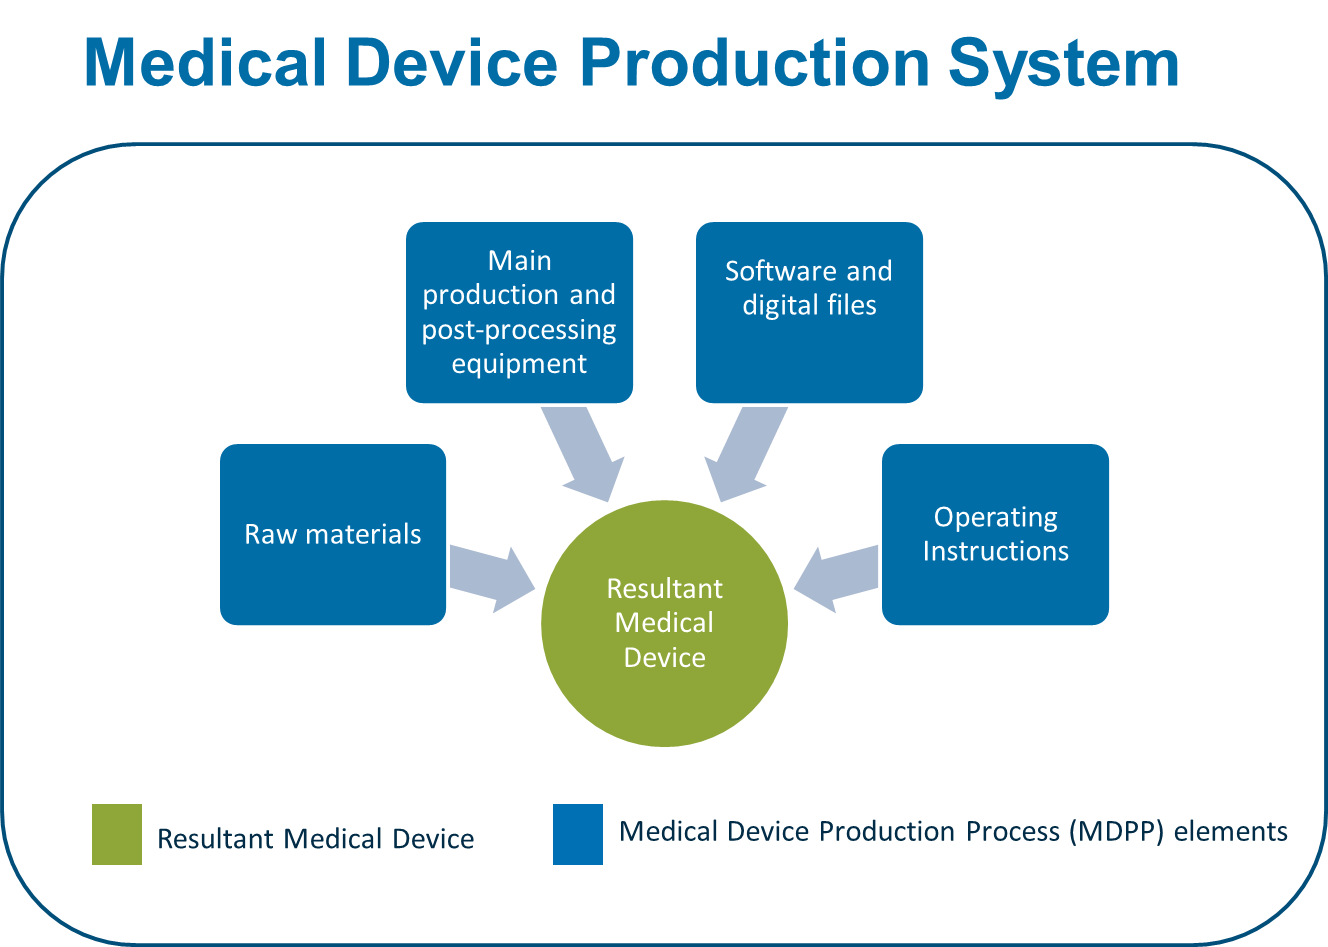 Medical Device Production System
Main
production and
post-processing
equipment
Software and
digital files
Raw materials
Operating
Instructions
Resultant
Medical
Device
Resultant Medical Device
Medical Device Production Process (MDPP) elements